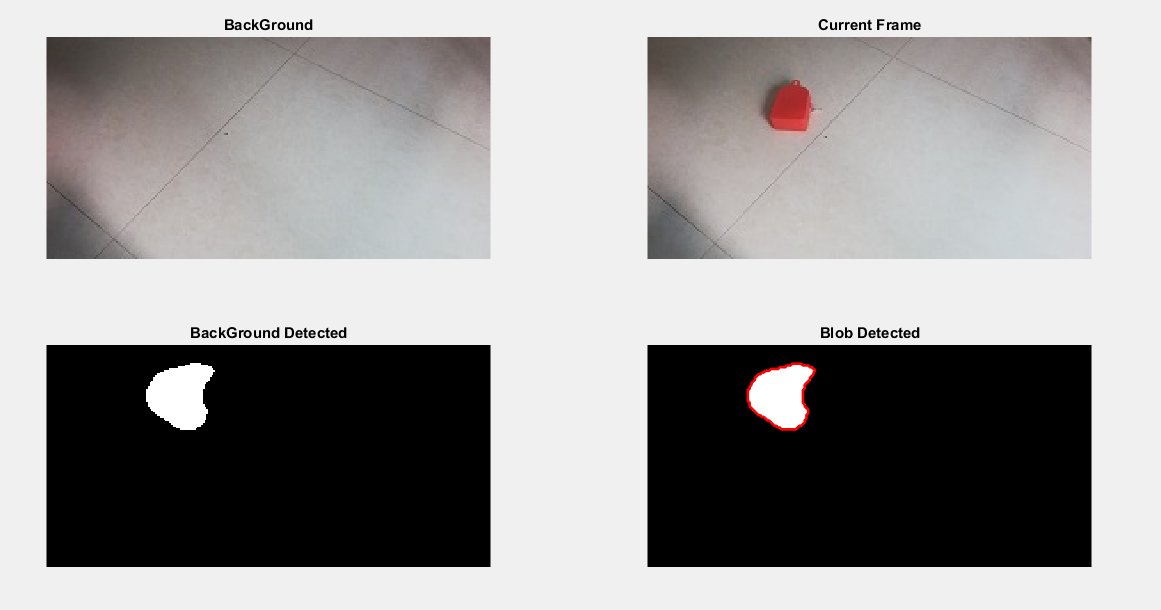 BackGround
Current Frame
BackGround Detected
Blob Detected